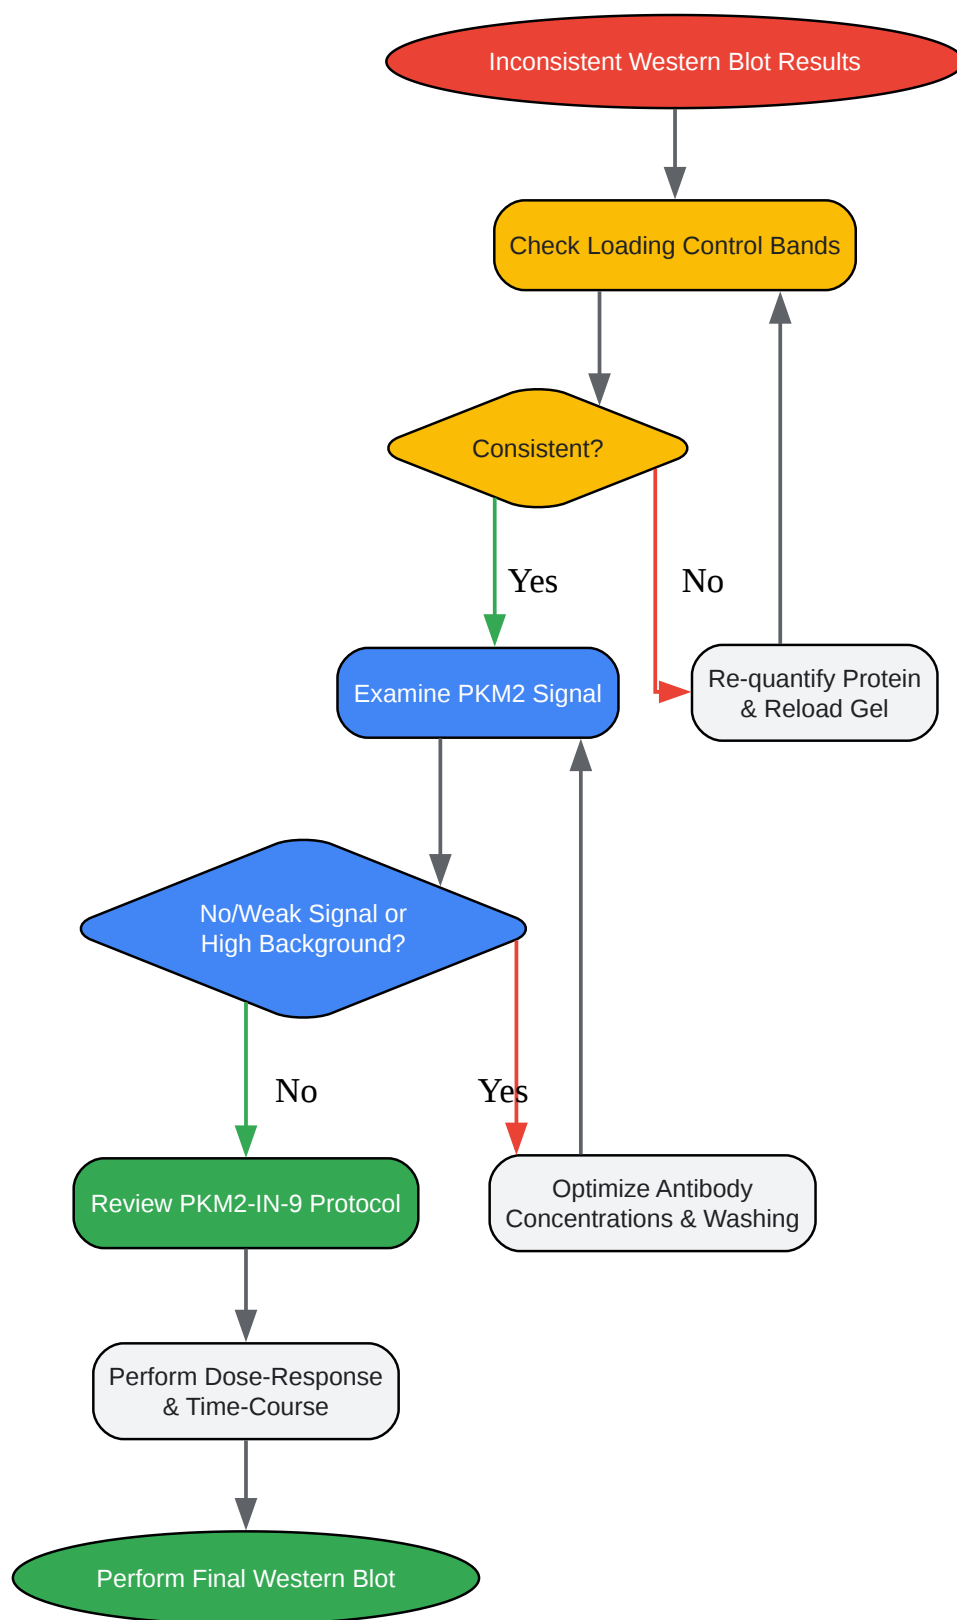 Inconsistent Western Blot Results
Check Loading Control Bands
Consistent?
Yes
No
Examine PKM2 Signal
Re-quantify Protein
& Reload Gel
No/Weak Signal or
High Background?
No
Yes
Review PKM2-IN-9 Protocol
Optimize Antibody
Concentrations & Washing
Perform Dose-Response
& Time-Course
Perform Final Western Blot